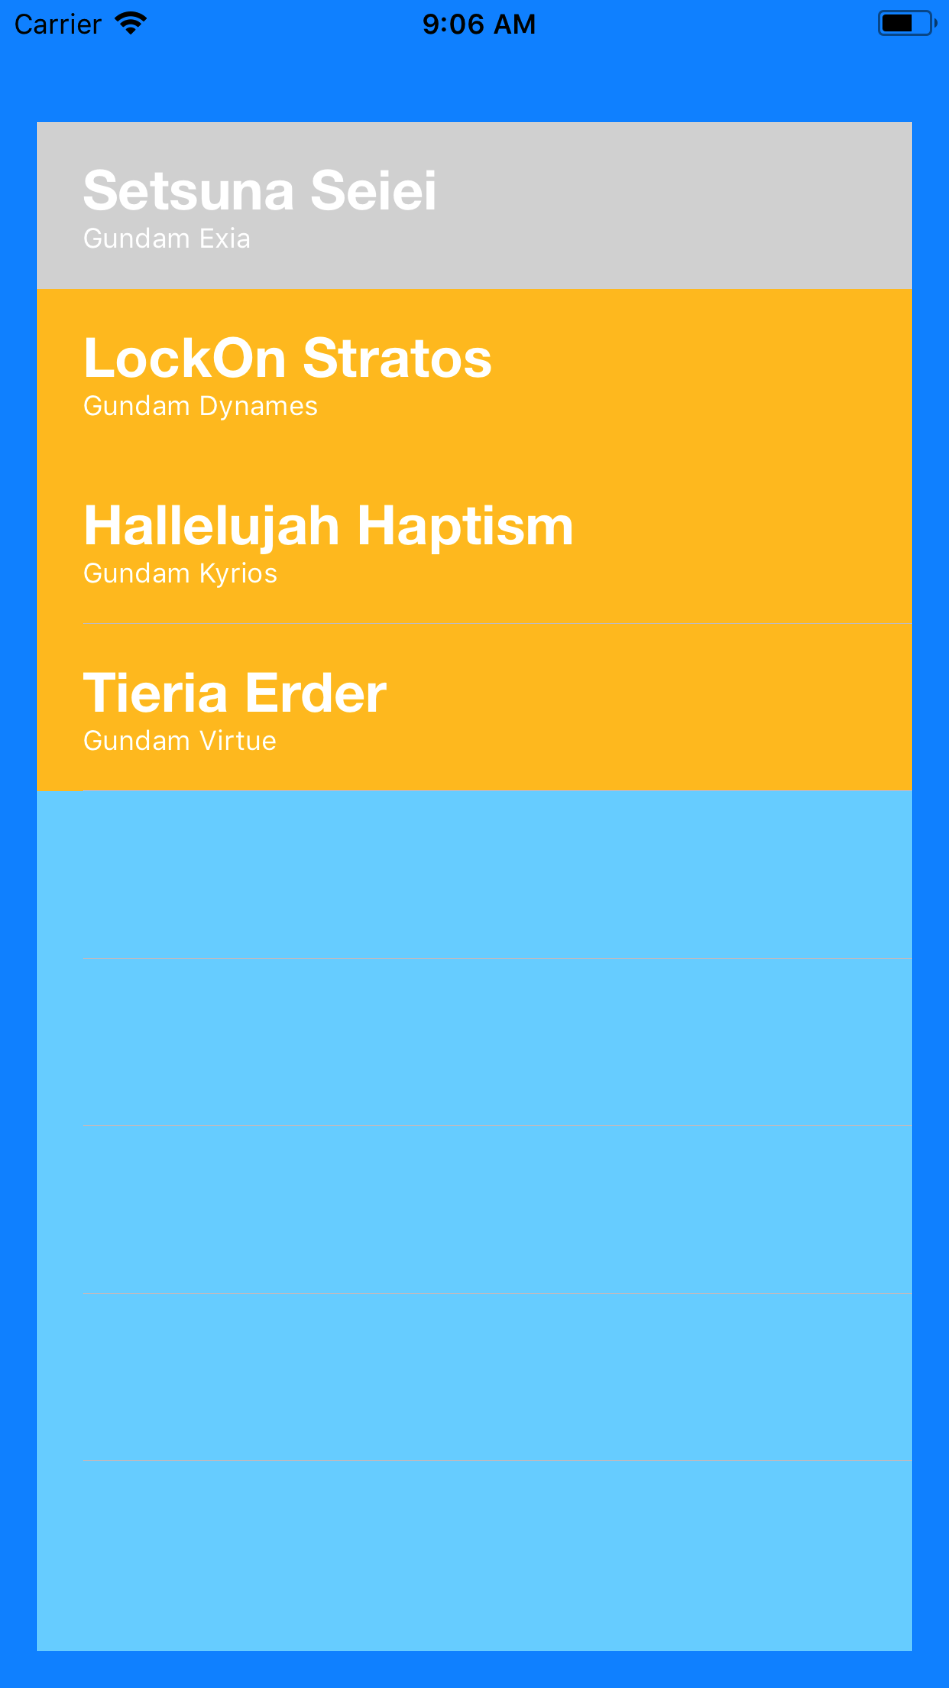 Carrier 9:06 AM
Setsuna Seiei
Gundam Exia
LockOn Stratos
Gundam Dynames
Hallelujah Haptism
Gundam Kyrios
Tieria Erder
Gundam Virtue